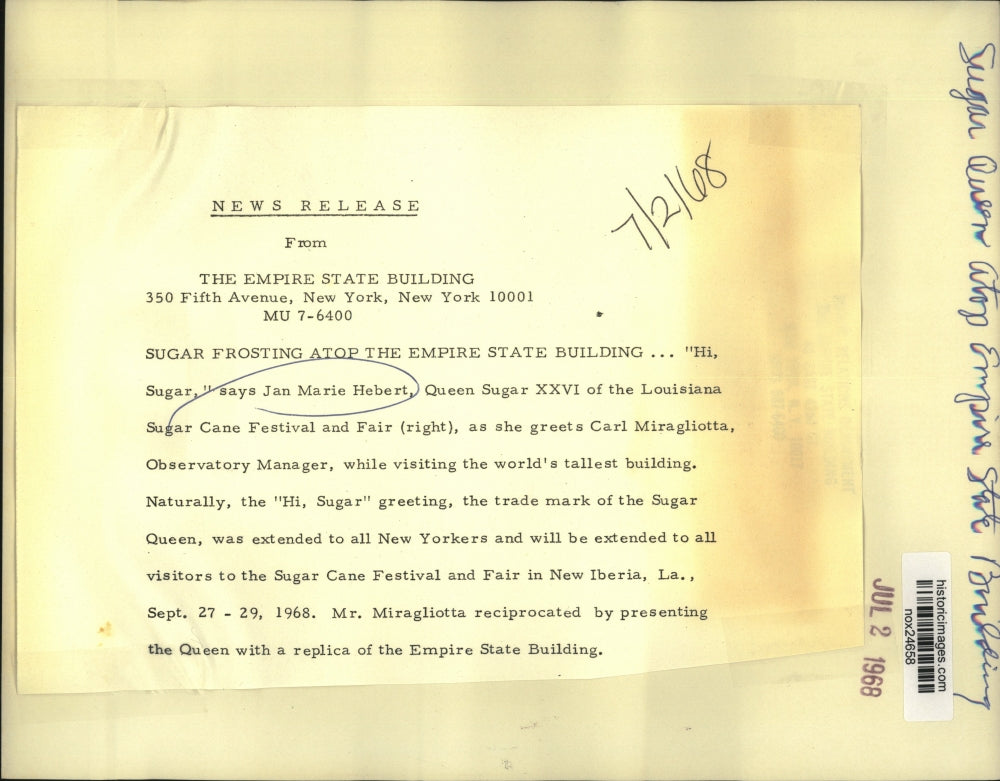 NEWS RELEASE
From
THE EMPIRE STATE BUILDING
350 Fifth Avenue, New York, New York 10001
MU 7-6400
SUGAR FROSTING ATOP THE EMPIRE STATE BUILDING ... "Hi,
Sugar," says Jan Marie Hebert, Queen Sugar XXVI of the Louisiana
Sugar Cane Festival and Fair (right), as she greets Carl Miragliotta,
Observatory Manager, while visiting the world's tallest building.
Naturally, the "Hi, Sugar" greeting, the trade mark of the Sugar
Queen, was extended to all New Yorkers and will be extended to all
visitors to the Sugar Cane Festival and Fair in New Iberia, La.,
Sept. 27 - 29, 1968. Mr. Miragliotta reciprocated by presenting
the Queen with a replica of the Empire State Building.
7/2/68
Sugar Queen atop Empire State Building
JUL 2 1968
historicimages.com
nox24658